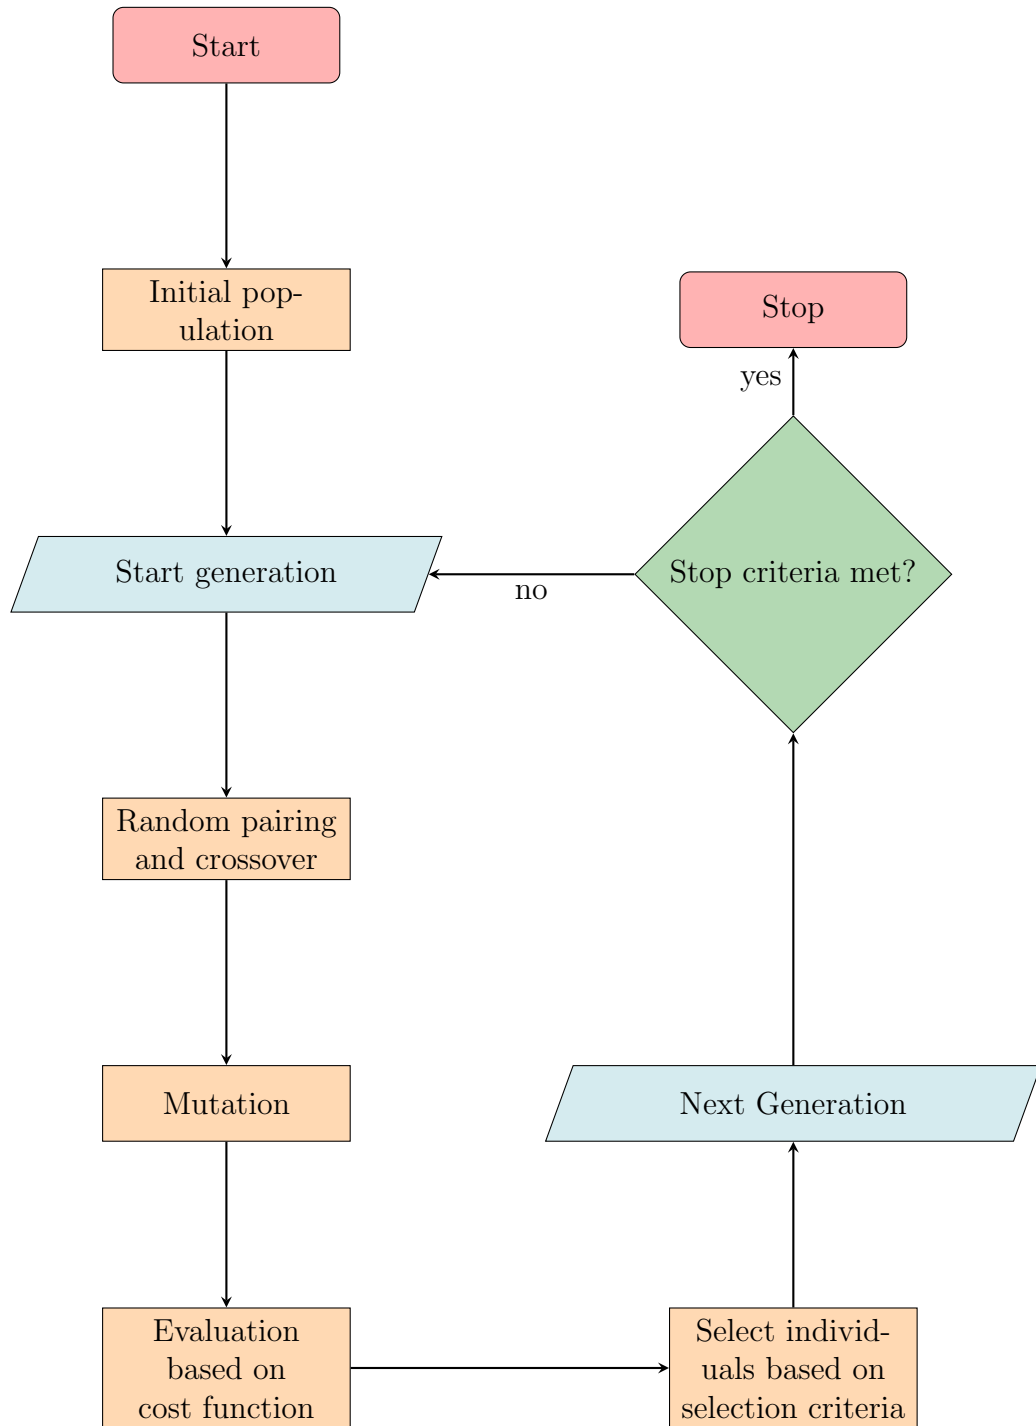 Start
Initial pop-
ulation
Stop
yes
Start generation
no
Stop criteria met?
Random pairing
and crossover
Mutation
Next Generation
Evaluation
based on
cost function
Select individ-
uals based on
selection criteria